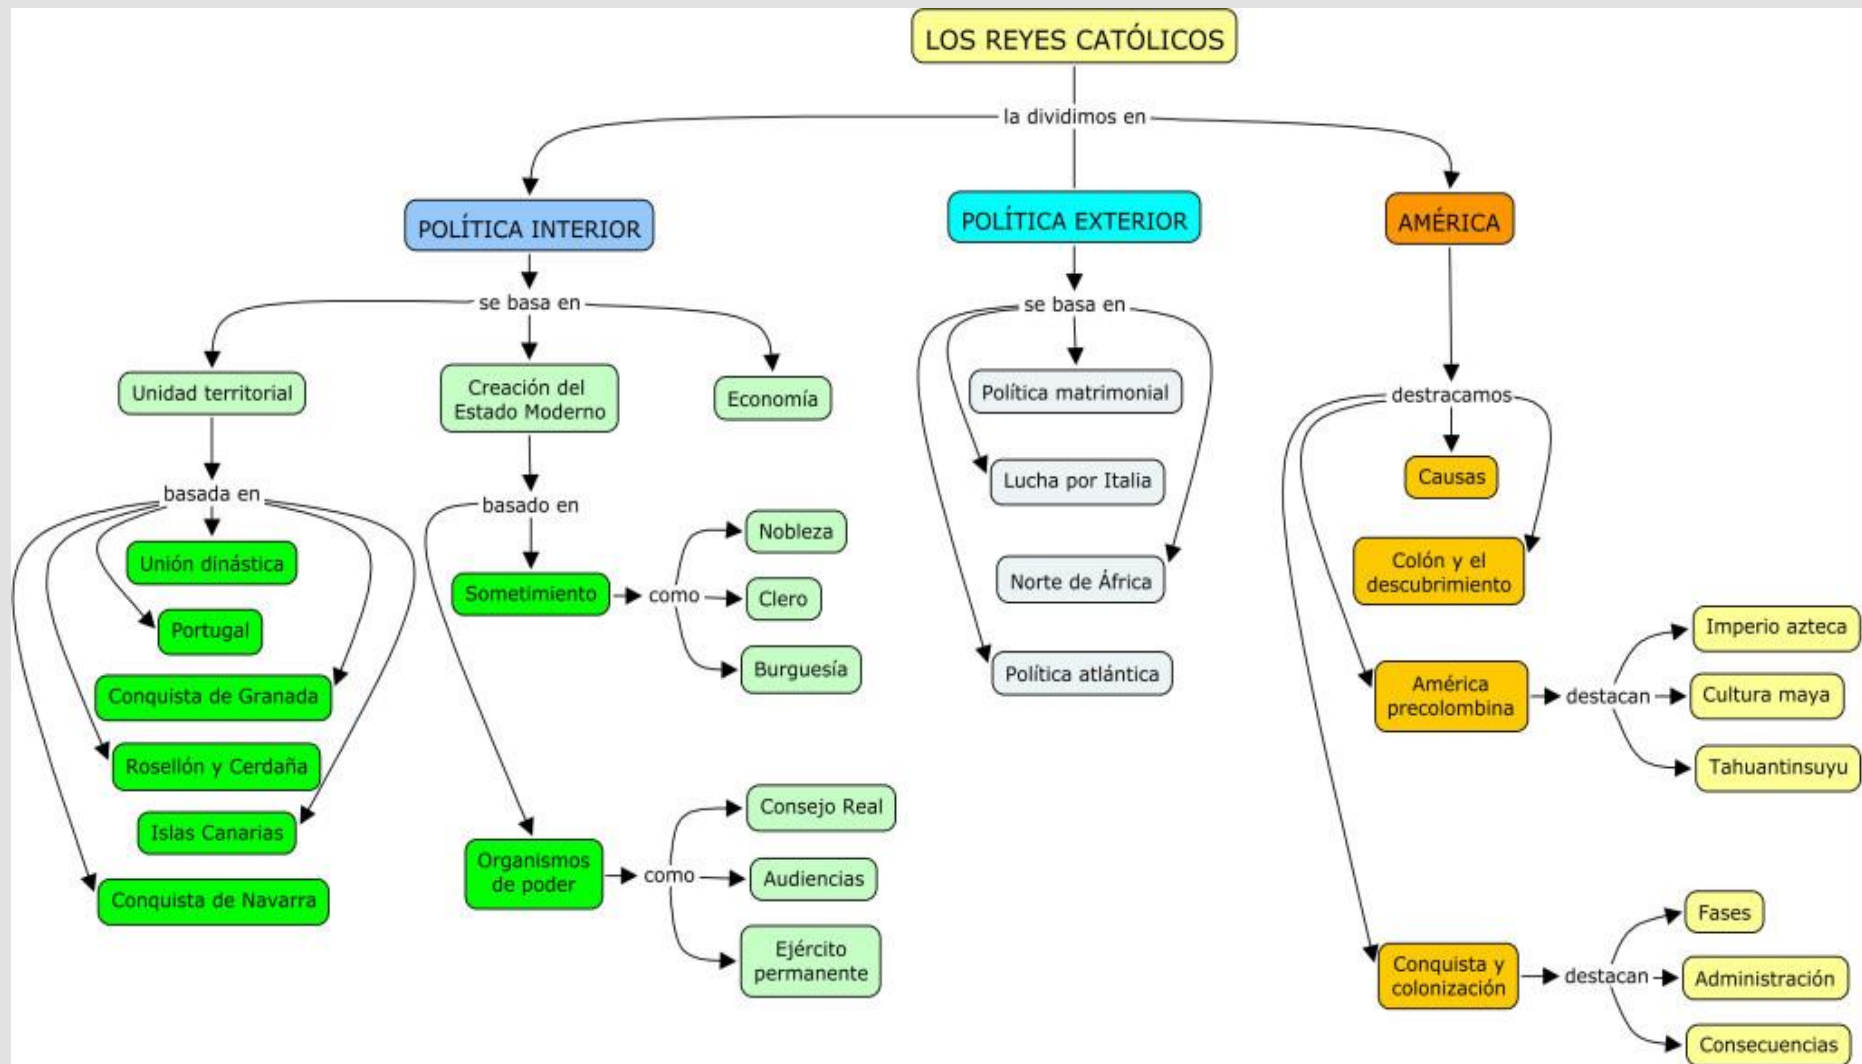 LOS REYES CATÓLICOS
la dividimos en
POLÍTICA INTERIOR
POLÍTICA EXTERIOR
AMÉRICA
se basa en
Unidad territorial
Creación del
Estado Moderno
Economía
basada en
Unión dinástica
Portugal
Conquista de Granada
Rosellón y Cerdaña
Islas Canarias
Conquista de Navarra
basado en
Sometimiento
como
Nobleza
Clero
Burguesía
Organismos
de poder
como
Consejo Real
Audiencias
Ejército
permanente
se basa en
Política matrimonial
Lucha por Italia
Norte de África
Política atlántica
destracamos
Causas
Colón y el
descubrimiento
América
precolombina
destacan
Imperio azteca
Cultura maya
Tahuantinsuyu
Conquista y
colonización
destacan
Fases
Administración
Consecuencias